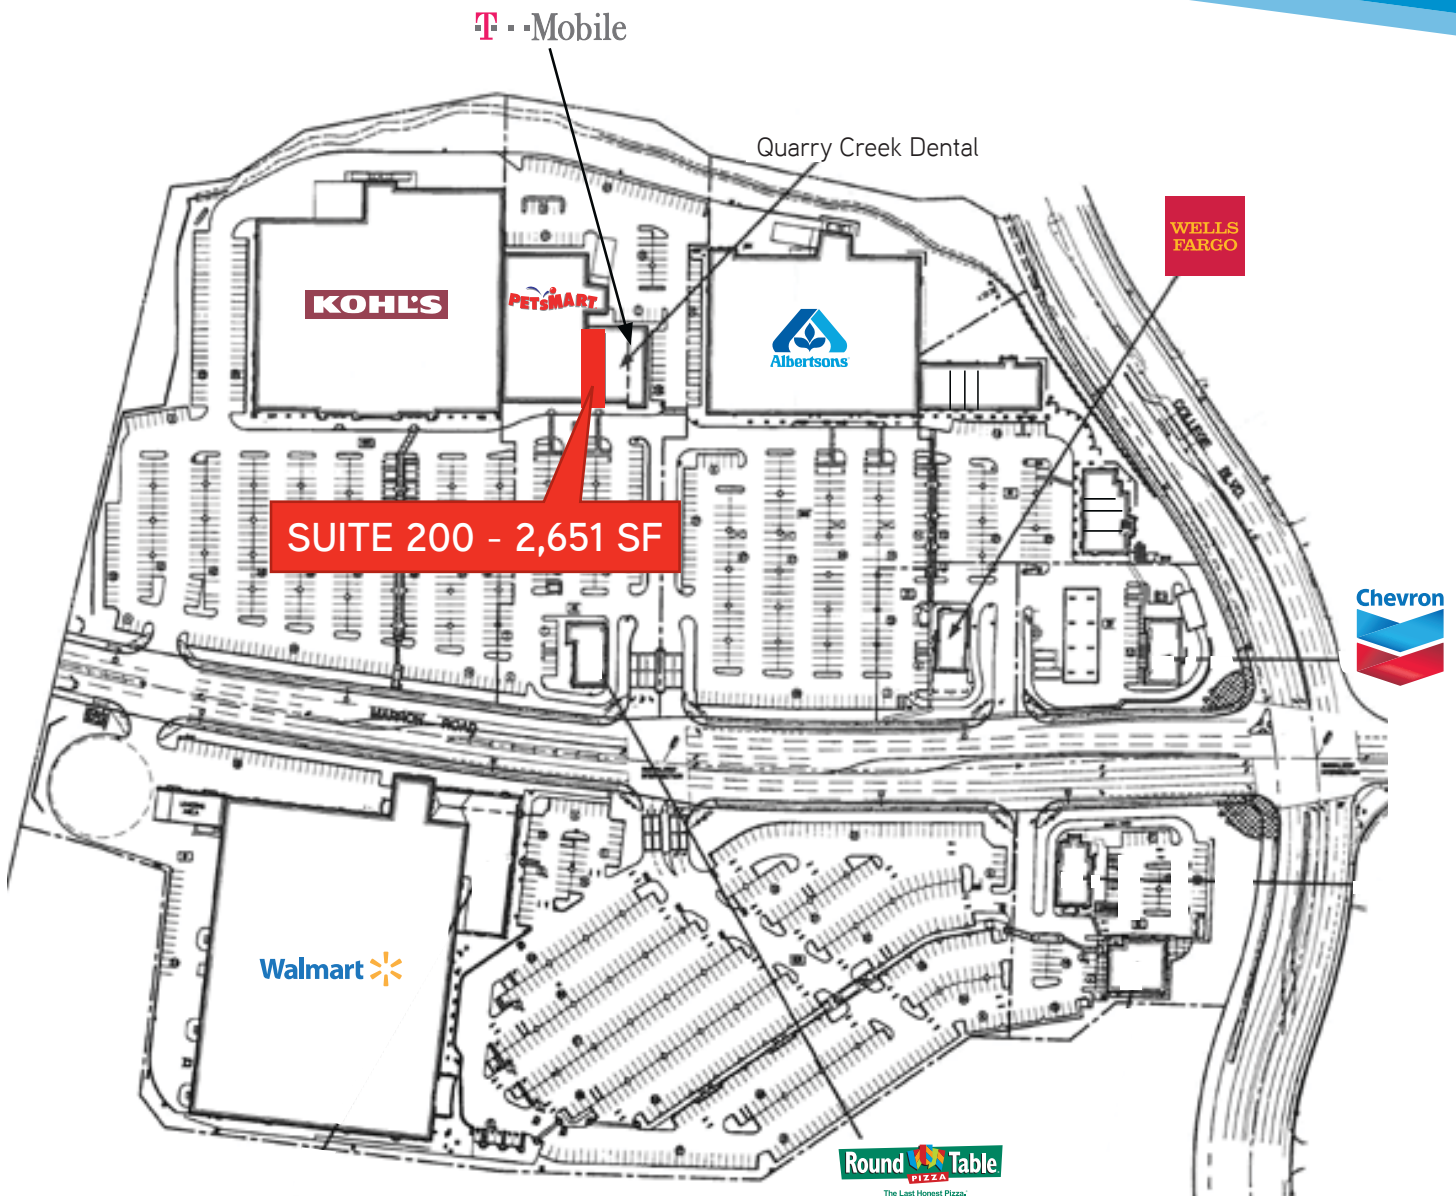 T··Mobile
Quarry Creek Dental
WELLS
FARGO
KOHL'S
PETSMART
Albertsons
COLLEGE BLVD.
SUITE 200 - 2,651 SF
Chevron
MARRON ROAD
Walmart
Round Table
PIZZA
The Last Honest Pizza.